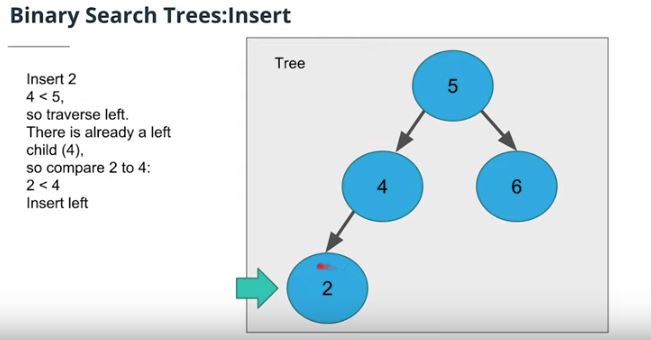 Binary Search Trees:Insert
Insert 2
4 < 5,
so traverse left.
There is already a left
child (4),
so compare 2 to 4:
2 < 4
Insert left
Tree
5
4
6
2